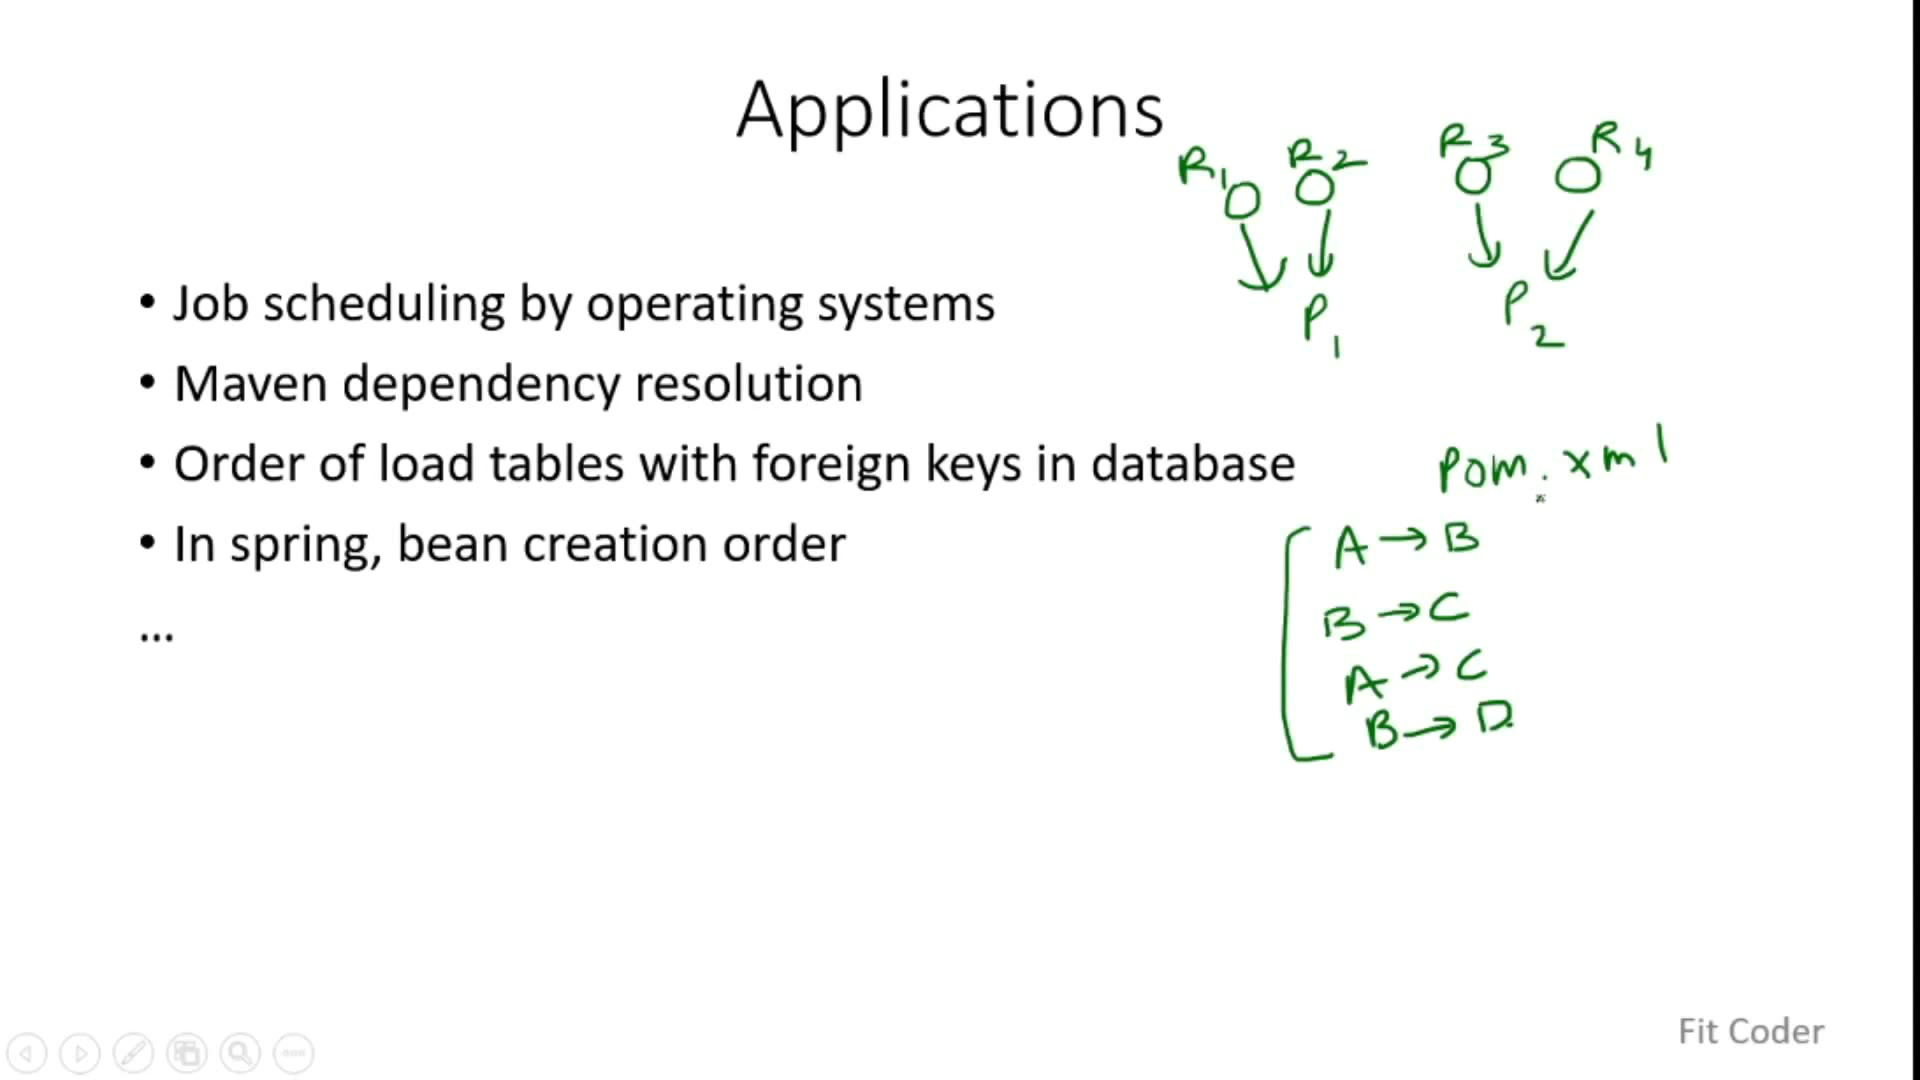 Applications
R1 R2 R3 R4
P1 P2
• Job scheduling by operating systems
• Maven dependency resolution
• Order of load tables with foreign keys in database
• In spring, bean creation order
...
Pom.xml
A → B
B → C
A → C
B → D
Fit Coder